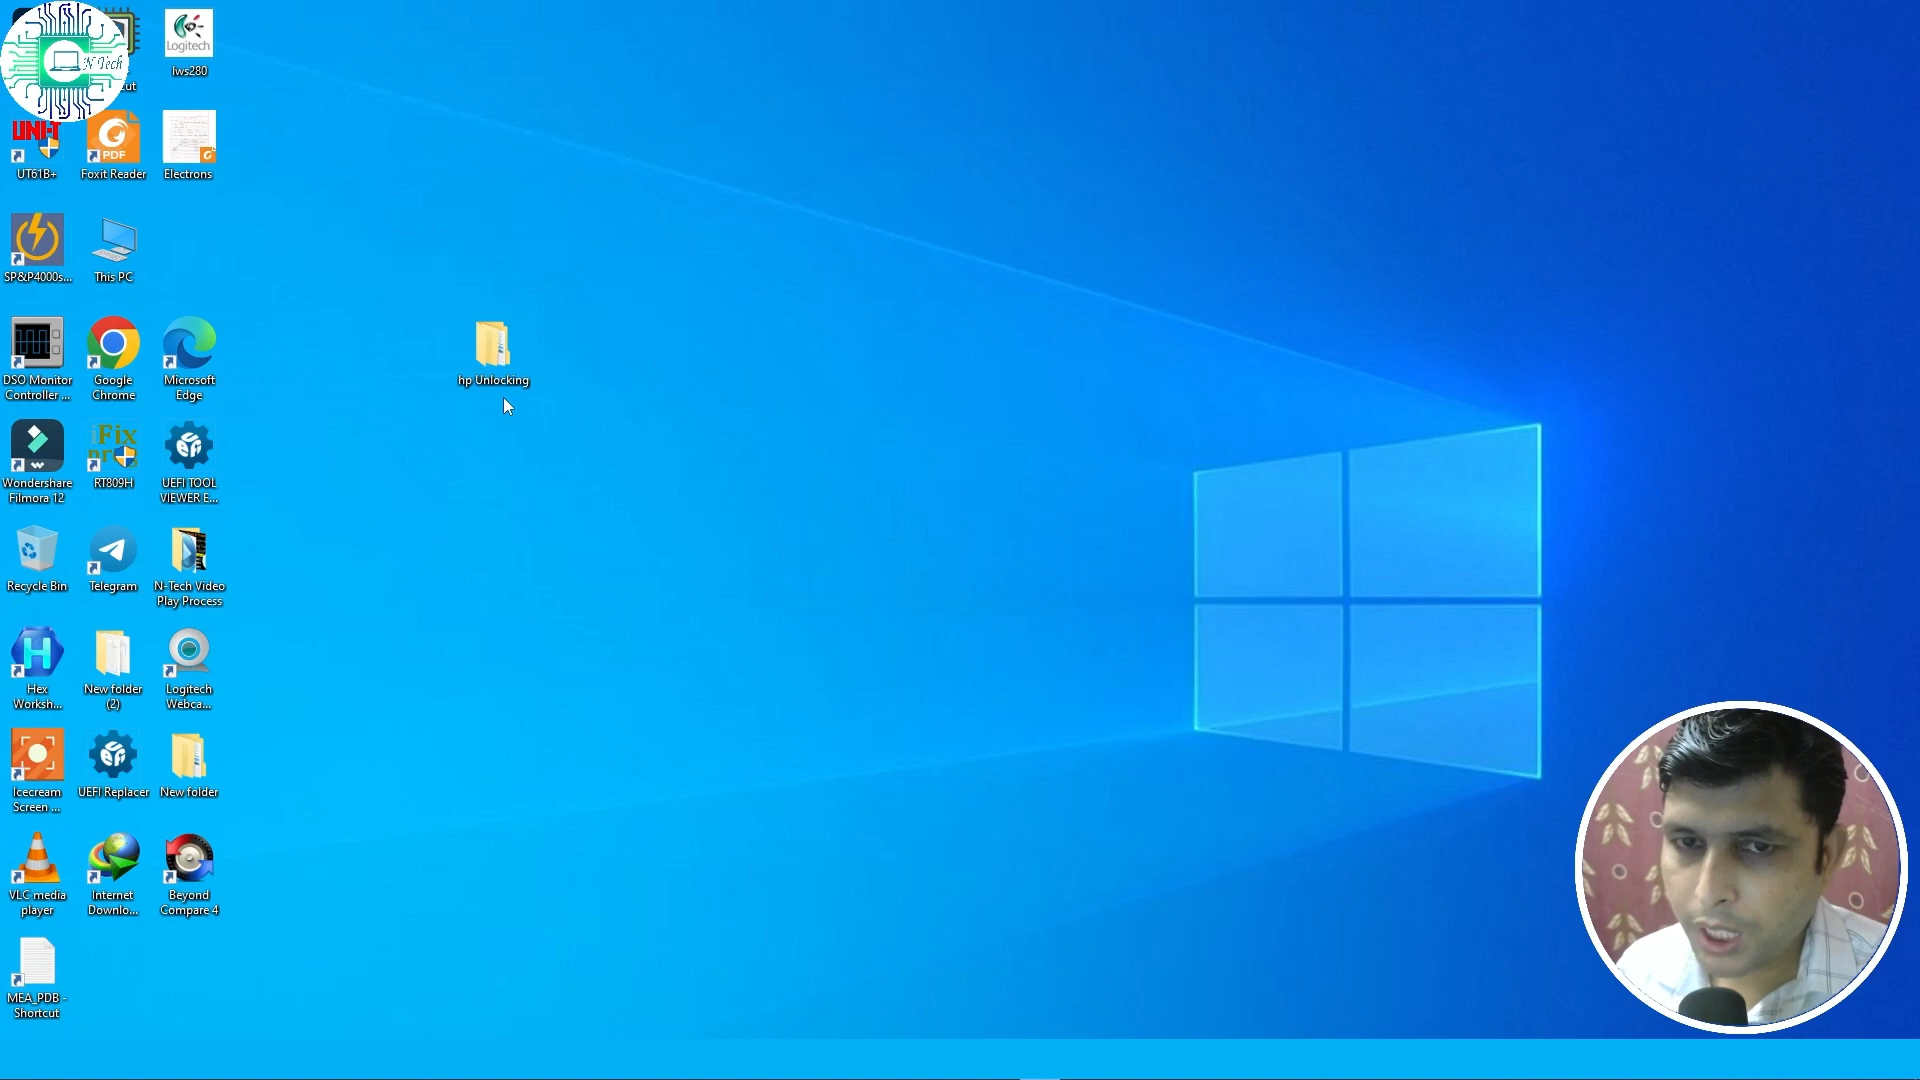 N Tech
cut
Logitech
lws280
UNI-T
UT61B+
PDF
Foxit Reader
Electrons
SP&P4000s...
This PC
DSO Monitor
Controller ...
Google
Chrome
Microsoft
Edge
hp Unlocking
Wondershare
Filmora 12
iFix
RT809H
UEFI TOOL
VIEWER E...
Recycle Bin
Telegram
N-Tech Video
Play Process
Hex
Worksh...
New folder
(2)
Logitech
Webca...
Icecream
Screen ...
UEFI Replacer
New folder
VLC media
player
Internet
Downlo...
Beyond
Compare 4
MEA_PDB -
Shortcut